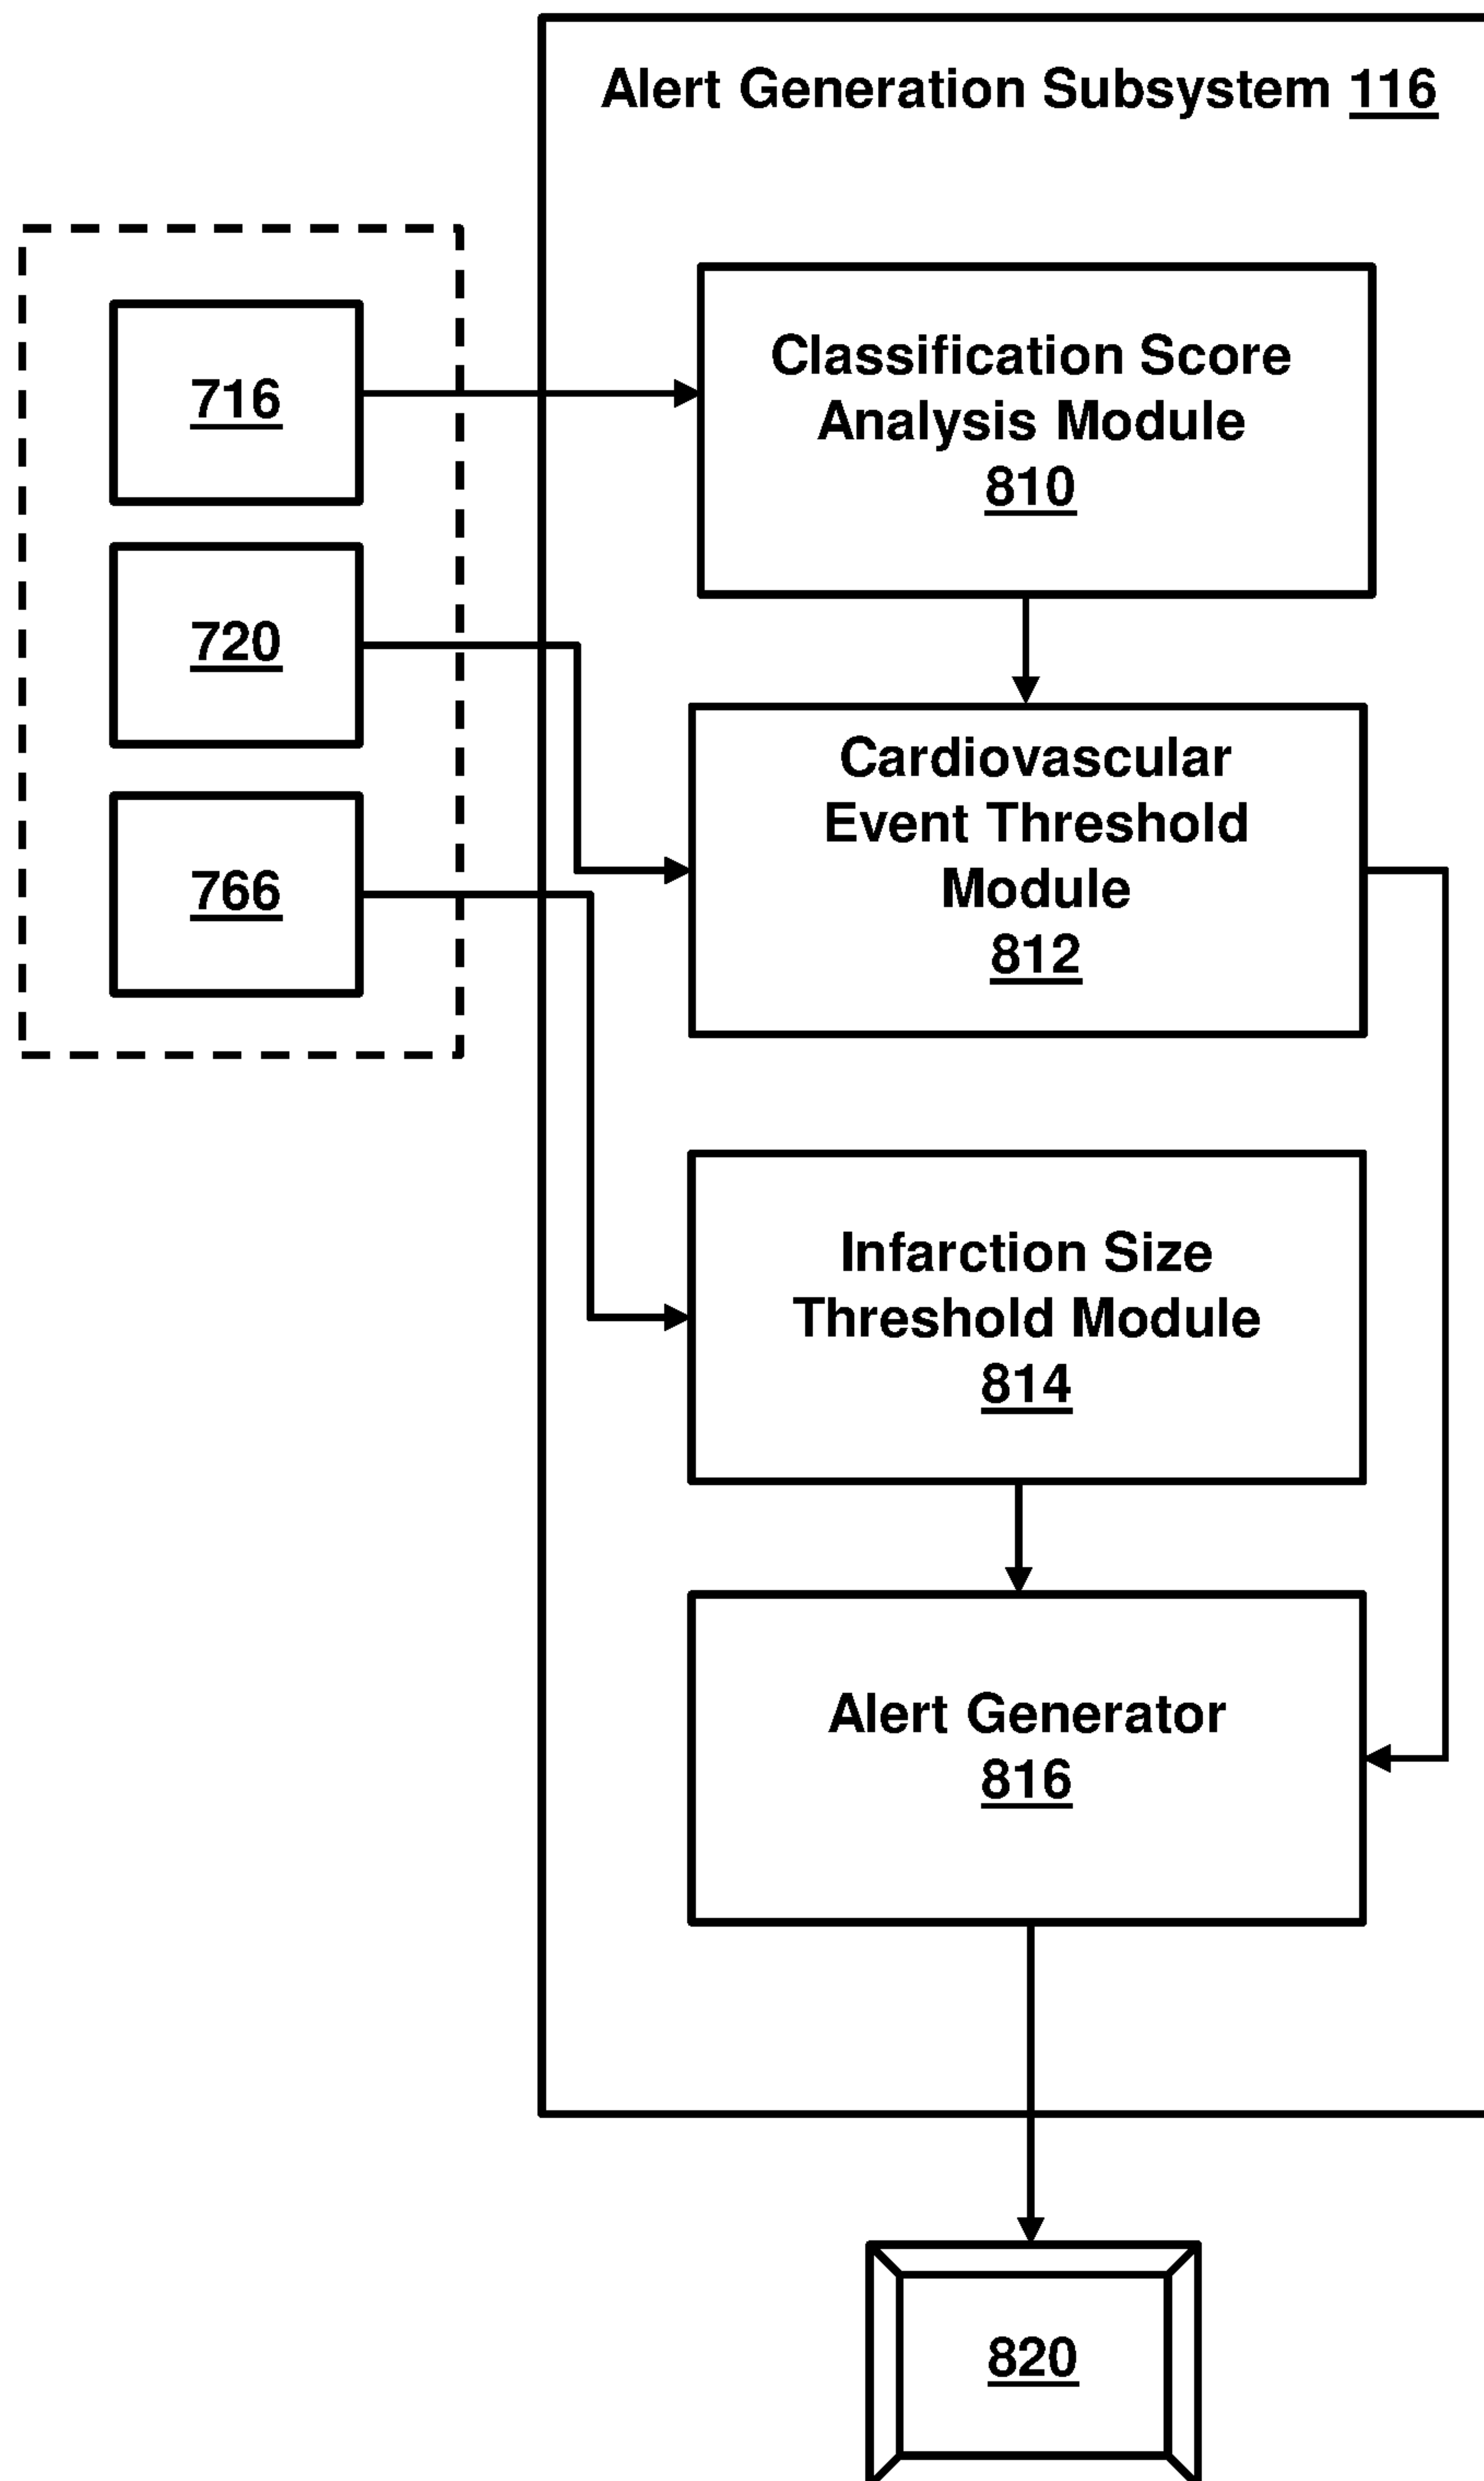 Alert Generation Subsystem 116
716
Classification Score
Analysis Module
810
720
Cardiovascular
Event Threshold
Module
812
766
Infarction Size
Threshold Module
814
Alert Generator
816
820